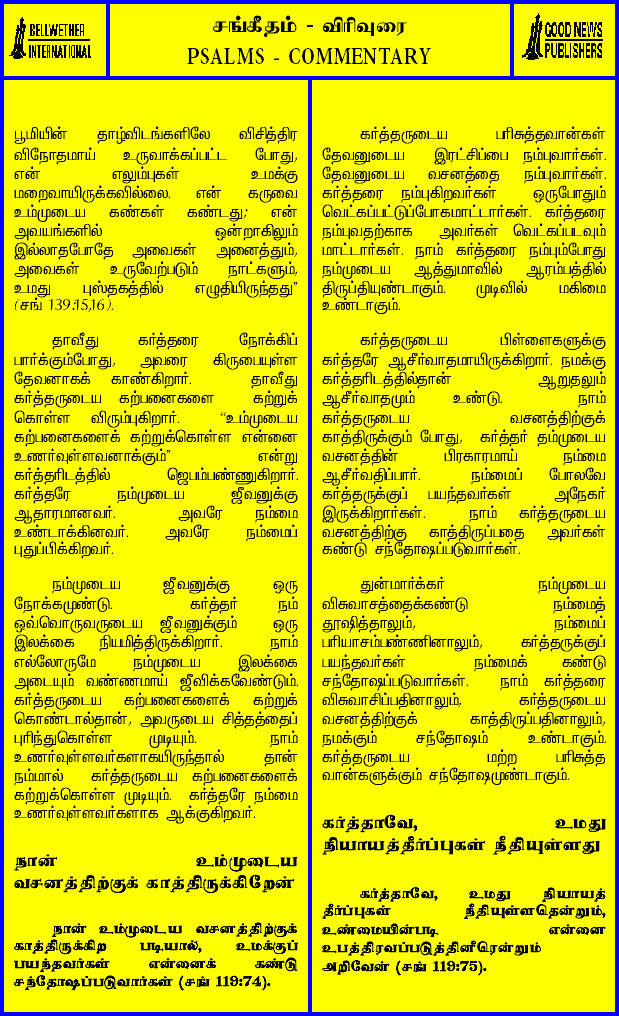 BELLWETHER
INTERNATIONAL
சங்கீதம் - விரிவுரை
PSALMS - COMMENTARY
GOOD NEWS
PUBLISHERS
பூமியின் தாழ்விடங்களிலே விசித்திர
விநோதமாய் உருவாக்கப்பட்ட போது,
என் எலும்புகள் உமக்கு
மறைவாயிருக்கவில்லை. என் கருவை
உம்முடைய கண்கள் கண்டது; என்
அவயங்களில் ஒன்றாகிலும்
இல்லாதபோதே அவைகள் அனைத்தும்,
அவைகள் உருவேற்படும் நாட்களும்,
உமது புஸ்தகத்தில் எழுதியிருந்தது”
(சங் 139:15,16).
தாவீது கர்த்தரை நோக்கிப்
பார்க்கும்போது, அவரை கிருபையுள்ள
தேவனாகக் காண்கிறார். தாவீது
கர்த்தருடைய கற்பனைகளை கற்றுக்
கொள்ள விரும்புகிறார். “உம்முடைய
கற்பனைகளைக் கற்றுக்கொள்ள என்னை
உணர்வுள்ளவனாக்கும்” என்று
கர்த்தரிடத்தில் ஜெபம்பண்ணுகிறார்.
கர்த்தரே நம்முடைய ஜீவனுக்கு
ஆதாரமானவர். அவரே நம்மை
உண்டாக்கினவர். அவரே நம்மைப்
புதுப்பிக்கிறவர்.
நம்முடைய ஜீவனுக்கு ஒரு
நோக்கமுண்டு. கர்த்தர் நம்
ஒவ்வொருவருடைய ஜீவனுக்கும் ஒரு
இலக்கை நியமித்திருக்கிறார். நாம்
எல்லோருமே நம்முடைய இலக்கை
அடையும் வண்ணமாய் ஜீவிக்கவேண்டும்.
கர்த்தருடைய கற்பனைகளைக் கற்றுக்
கொண்டால்தான், அவருடைய சித்தத்தைப்
புரிந்துகொள்ள முடியும். நாம்
உணர்வுள்ளவர்களாகயிருந்தால் தான்
நம்மால் கர்த்தருடைய கற்பனைகளைக்
கற்றுக்கொள்ள முடியும். கர்த்தரே நம்மை
உணர்வுள்ளவர்களாக ஆக்குகிறவர்.
நான் உம்முடைய
வசனத்திற்குக் காத்திருக்கிறேன்
நான் உம்முடைய வசனத்திற்குக்
காத்திருக்கிற படியால், உமக்குப்
பயந்தவர்கள் என்னைக் கண்டு
சந்தோஷப்படுவார்கள் (சங் 119:74).
கர்த்தருடைய பரிசுத்தவான்கள்
தேவனுடைய இரட்சிப்பை நம்புவார்கள்.
தேவனுடைய வசனத்தை நம்புவார்கள்.
கர்த்தரை நம்புகிறவர்கள் ஒருபோதும்
வெட்கப்பட்டுப்போகமாட்டார்கள். கர்த்தரை
நம்புவதற்காக அவர்கள் வெட்கப்படவும்
மாட்டார்கள். நாம் கர்த்தரை நம்பும்போது
நம்முடைய ஆத்துமாவில் ஆரம்பத்தில்
திருப்தியுண்டாகும். முடிவில் மகிமை
உண்டாகும்.
கர்த்தருடைய பிள்ளைகளுக்கு
கர்த்தரே ஆசீர்வாதமாயிருக்கிறார். நமக்கு
கர்த்தரிடத்தில்தான் ஆறுதலும்
ஆசீர்வாதமும் உண்டு. நாம்
கர்த்தருடைய வசனத்திற்குக்
காத்திருக்கும் போது, கர்த்தர் தம்முடைய
வசனத்தின் பிரகாரமாய் நம்மை
ஆசீர்வதிப்பார். நம்மைப் போலவே
கர்த்தருக்குப் பயந்தவர்கள் அநேகர்
இருக்கிறார்கள். நாம் கர்த்தருடைய
வசனத்திற்கு காத்திருப்பதை அவர்கள்
கண்டு சந்தோஷப்படுவார்கள்.
துன்மார்க்கர் நம்முடைய
விசுவாசத்தைக்கண்டு நம்மைத்
தூஷித்தாலும், நம்மைப்
பரியாசம்பண்ணினாலும், கர்த்தருக்குப்
பயந்தவர்கள் நம்மைக் கண்டு
சந்தோஷப்படுவார்கள். நாம் கர்த்தரை
விசுவாசிப்பதினாலும், கர்த்தருடைய
வசனத்திற்குக் காத்திருப்பதினாலும்,
நமக்கும் சந்தோஷம் உண்டாகும்.
கர்த்தருடைய மற்ற பரிசுத்த
வான்களுக்கும் சந்தோஷமுண்டாகும்.
கர்த்தாவே, உமது
நியாயத்தீர்ப்புகள் நீதியுள்ளது
கர்த்தாவே, உமது நியாயத்
தீர்ப்புகள் நீதியுள்ளதென்றும்,
உண்மையின்படி என்னை
உபத்திரவப்படுத்தினீரென்றும்
அறிவேன் (சங் 119:75).